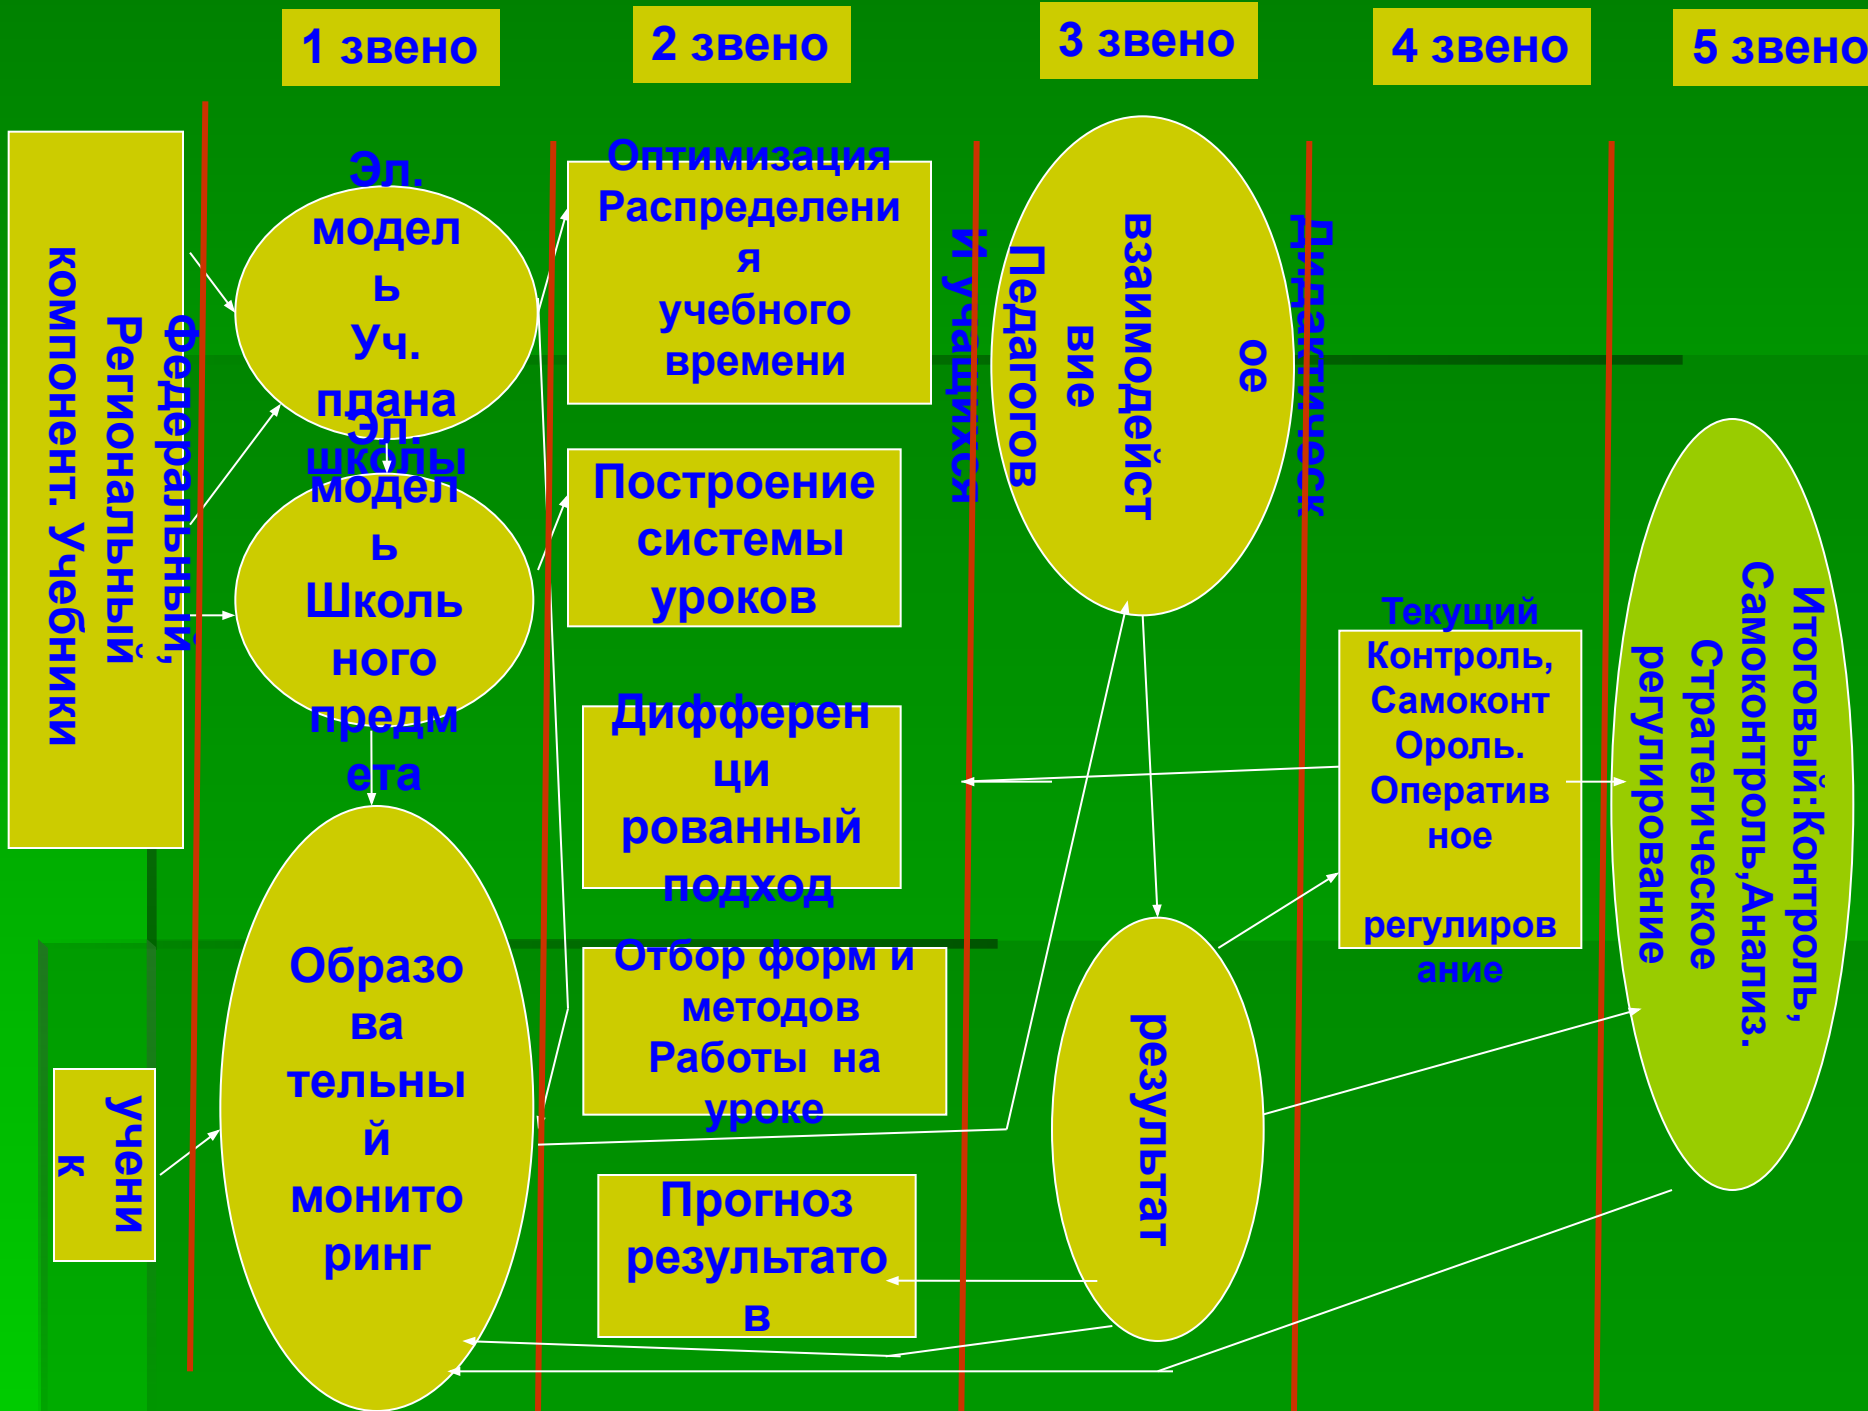 1 звено
2 звено
3 звено
4 звено
5 звено
Федеральный,
Региональный
компонент. Учебники
учени
к
Эл.
модел
ь
Уч.
плана
школы
Эл.
модел
ь
Школь
ного
предм
ета
Образо
ва
тельны
й
монито
ринг
Оптимизация
Распределени
я
учебного
времени
Построение
системы
уроков
Дифферен
ци
рованный
подход
Отбор форм и
методов
Работы на
уроке
Прогноз
результато
в
Дидактическ
ое
взаимодейст
вие
Педагогов
И учащихся
результат
Текущий
Контроль,
Самоконт
Ороль.
Оператив
ное
регулиров
ание
Итоговый:Контроль,
Самоконтроль,Анализ.
Стратегическое
регулирование